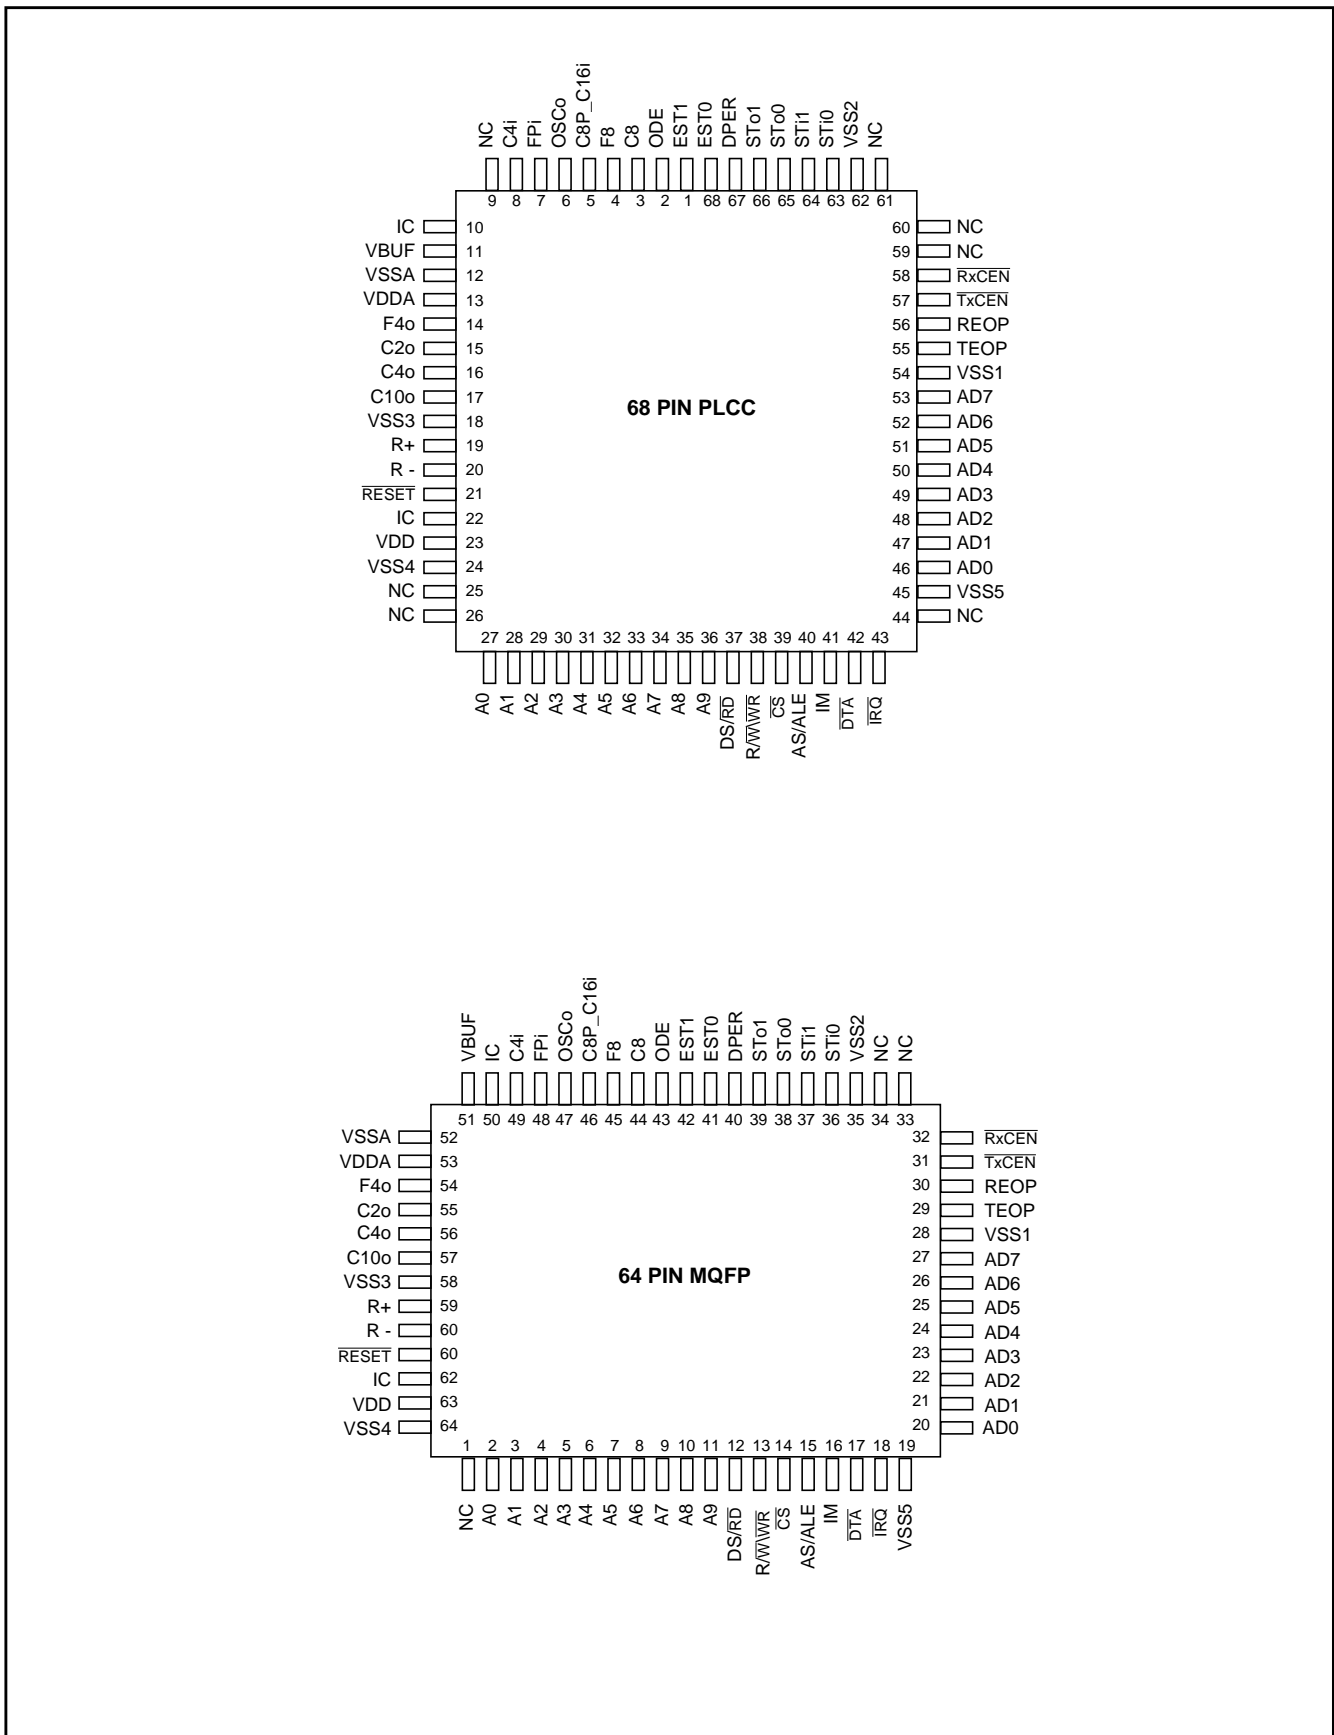 NC C4i FPi OSCo C8P_C16i F8 C8 ODE EST1 EST0 DPER STo1 STo0 STi1 STi0 VSS2 NC
9 8 7 6 5 4 3 2 1 68 67 66 65 64 63 62 61
IC 10 60 NC
VBUF 11 59 NC
VSSA 12 58 RxCEN
VDDA 13 57 TxCEN
F4o 14 56 REOP
C2o 15 55 TEOP
C4o 16 54 VSS1
C10o 17 53 AD7
68 PIN PLCC
VSS3 18 52 AD6
R+ 19 51 AD5
R - 20 50 AD4
RESET 21 49 AD3
IC 22 48 AD2
VDD 23 47 AD1
VSS4 24 46 AD0
NC 25 45 VSS5
NC 26 44 NC
27 28 29 30 31 32 33 34 35 36 37 38 39 40 41 42 43
A0 A1 A2 A3 A4 A5 A6 A7 A8 A9 DS/RD R/W\WR CS AS/ALE IM DTA IRQ
VBUF IC C4i FPi OSCo C8P_C16i F8 C8 ODE EST1 EST0 DPER STo1 STo0 STi1 STi0 VSS2 NC NC
51 50 49 48 47 46 45 44 43 42 41 40 39 38 37 36 35 34 33
VSSA 52 32 RxCEN
VDDA 53 31 TxCEN
F4o 54 30 REOP
C2o 55 29 TEOP
C4o 56 28 VSS1
C10o 57 27 AD7
64 PIN MQFP
VSS3 58 26 AD6
R+ 59 25 AD5
R - 60 24 AD4
RESET 60 23 AD3
IC 62 22 AD2
VDD 63 21 AD1
VSS4 64 20 AD0
1 2 3 4 5 6 7 8 9 10 11 12 13 14 15 16 17 18 19
NC A0 A1 A2 A3 A4 A5 A6 A7 A8 A9 DS/RD R/W\WR CS AS/ALE IM DTA IRQ VSS5